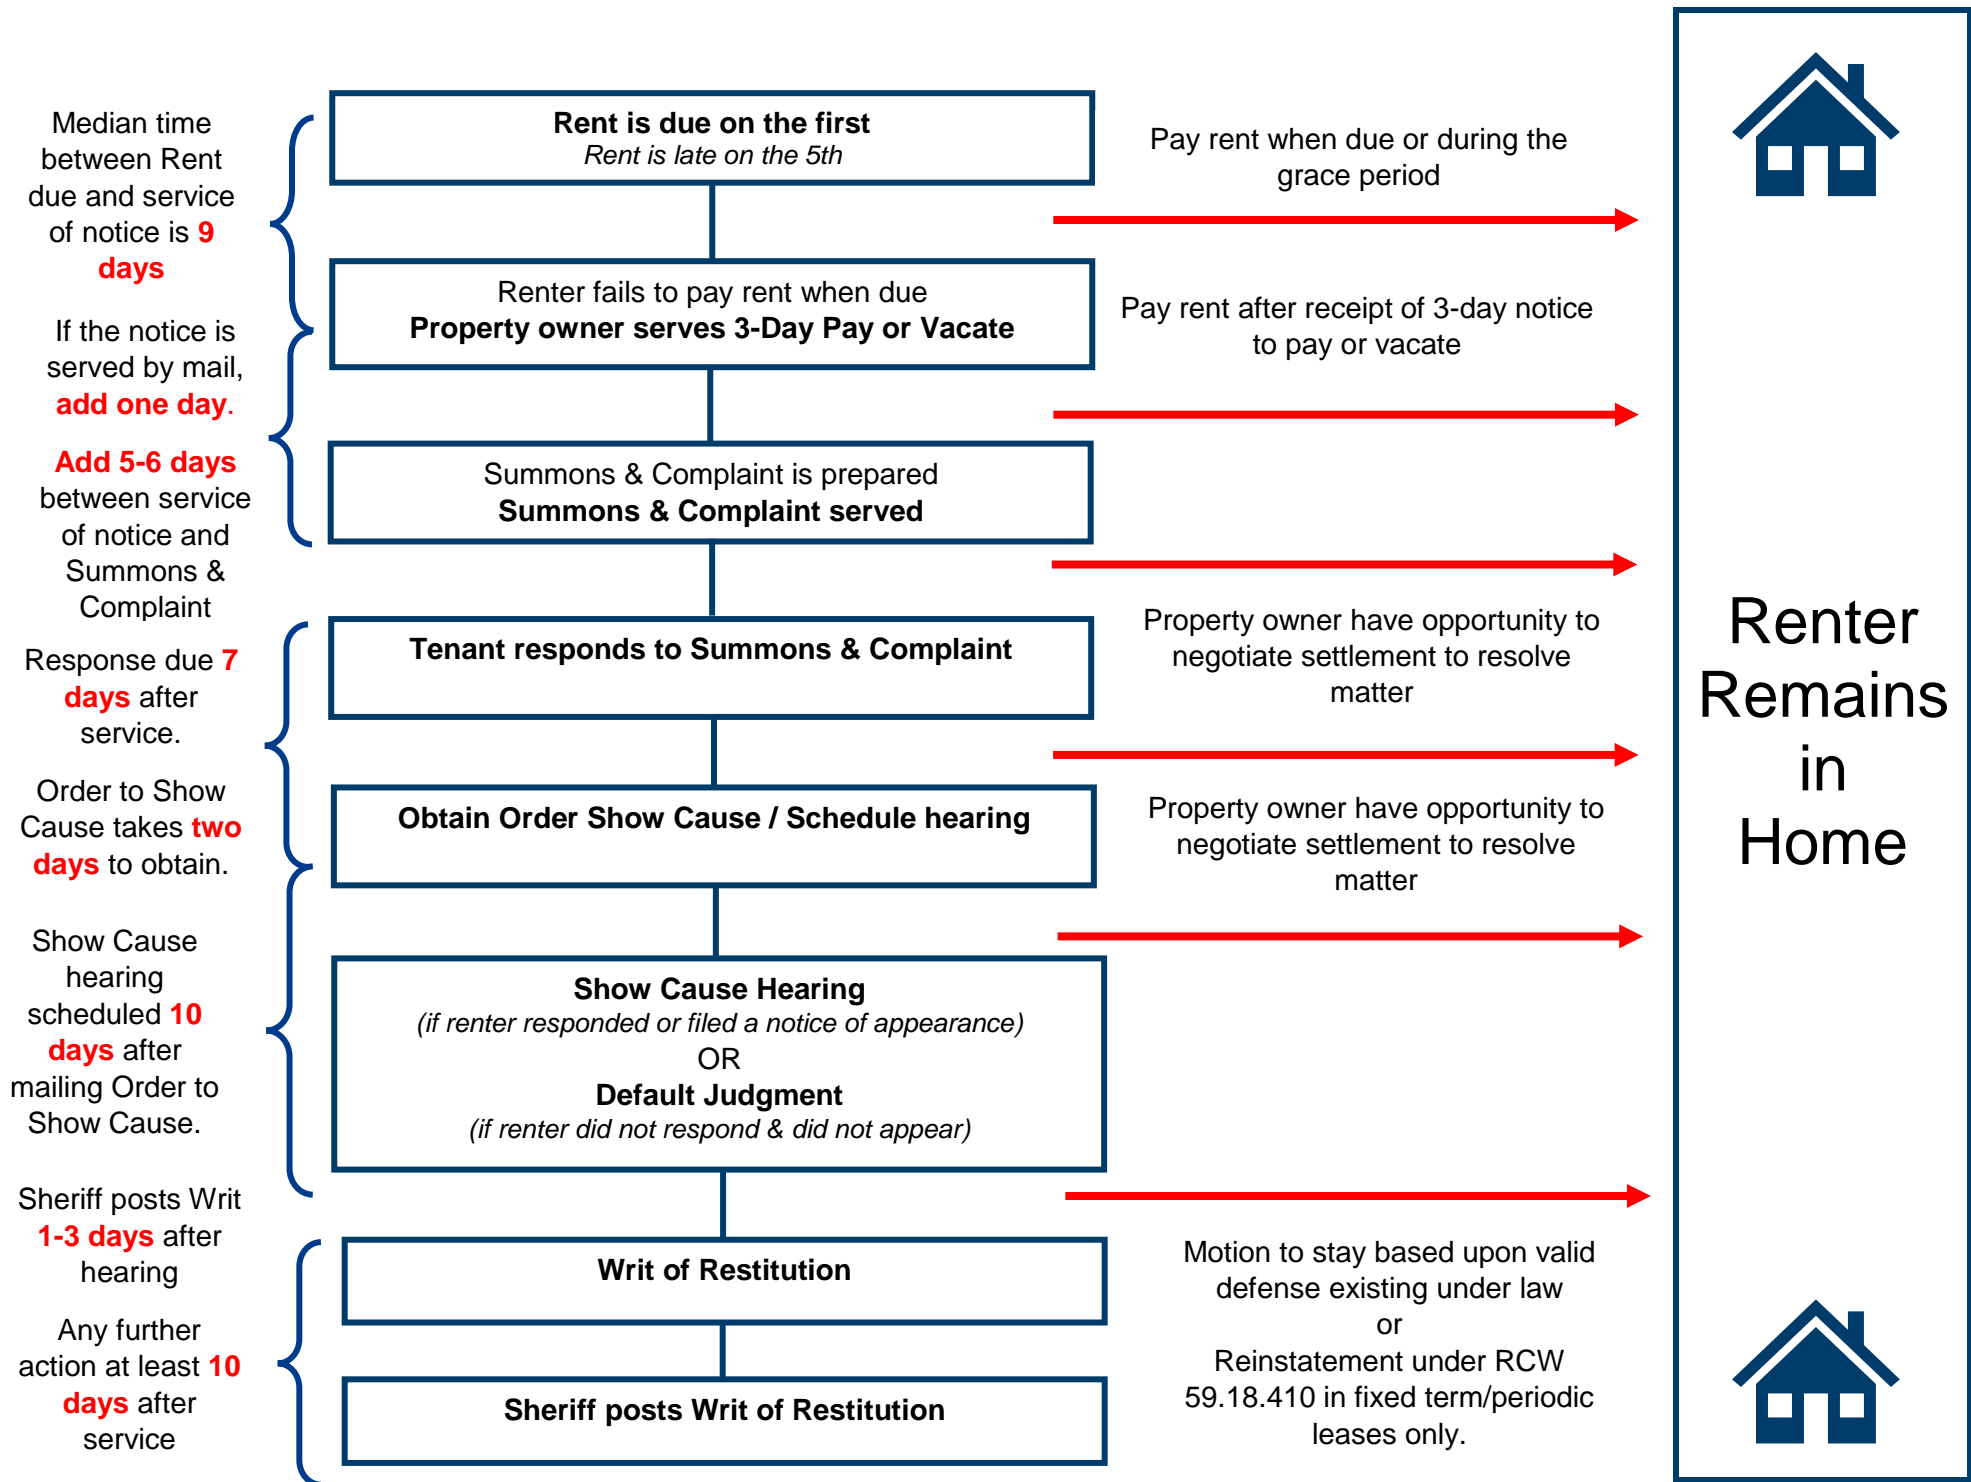 Median time
between Rent
due and service
of notice is 9
days
If the notice is
served by mail,
add one day.
Add 5-6 days
between service
of notice and
Summons &
Complaint
Response due 7
days after
service.
Order to Show
Cause takes two
days to obtain.
Show Cause
hearing
scheduled 10
days after
mailing Order to
Show Cause.
Sheriff posts Writ
1-3 days after
hearing
Any further
action at least 10
days after
service
Rent is due on the first
Rent is late on the 5th
Renter fails to pay rent when due
Property owner serves 3-Day Pay or Vacate
Summons & Complaint is prepared
Summons & Complaint served
Tenant responds to Summons & Complaint
Obtain Order Show Cause / Schedule hearing
Show Cause Hearing
(if renter responded or filed a notice of appearance)
OR
Default Judgment
(if renter did not respond & did not appear)
Writ of Restitution
Sheriff posts Writ of Restitution
Pay rent when due or during the
grace period
Pay rent after receipt of 3-day notice
to pay or vacate
Property owner have opportunity to
negotiate settlement to resolve
matter
Property owner have opportunity to
negotiate settlement to resolve
matter
Motion to stay based upon valid
defense existing under law
or
Reinstatement under RCW
59.18.410 in fixed term/periodic
leases only.
Renter
Remains
in
Home